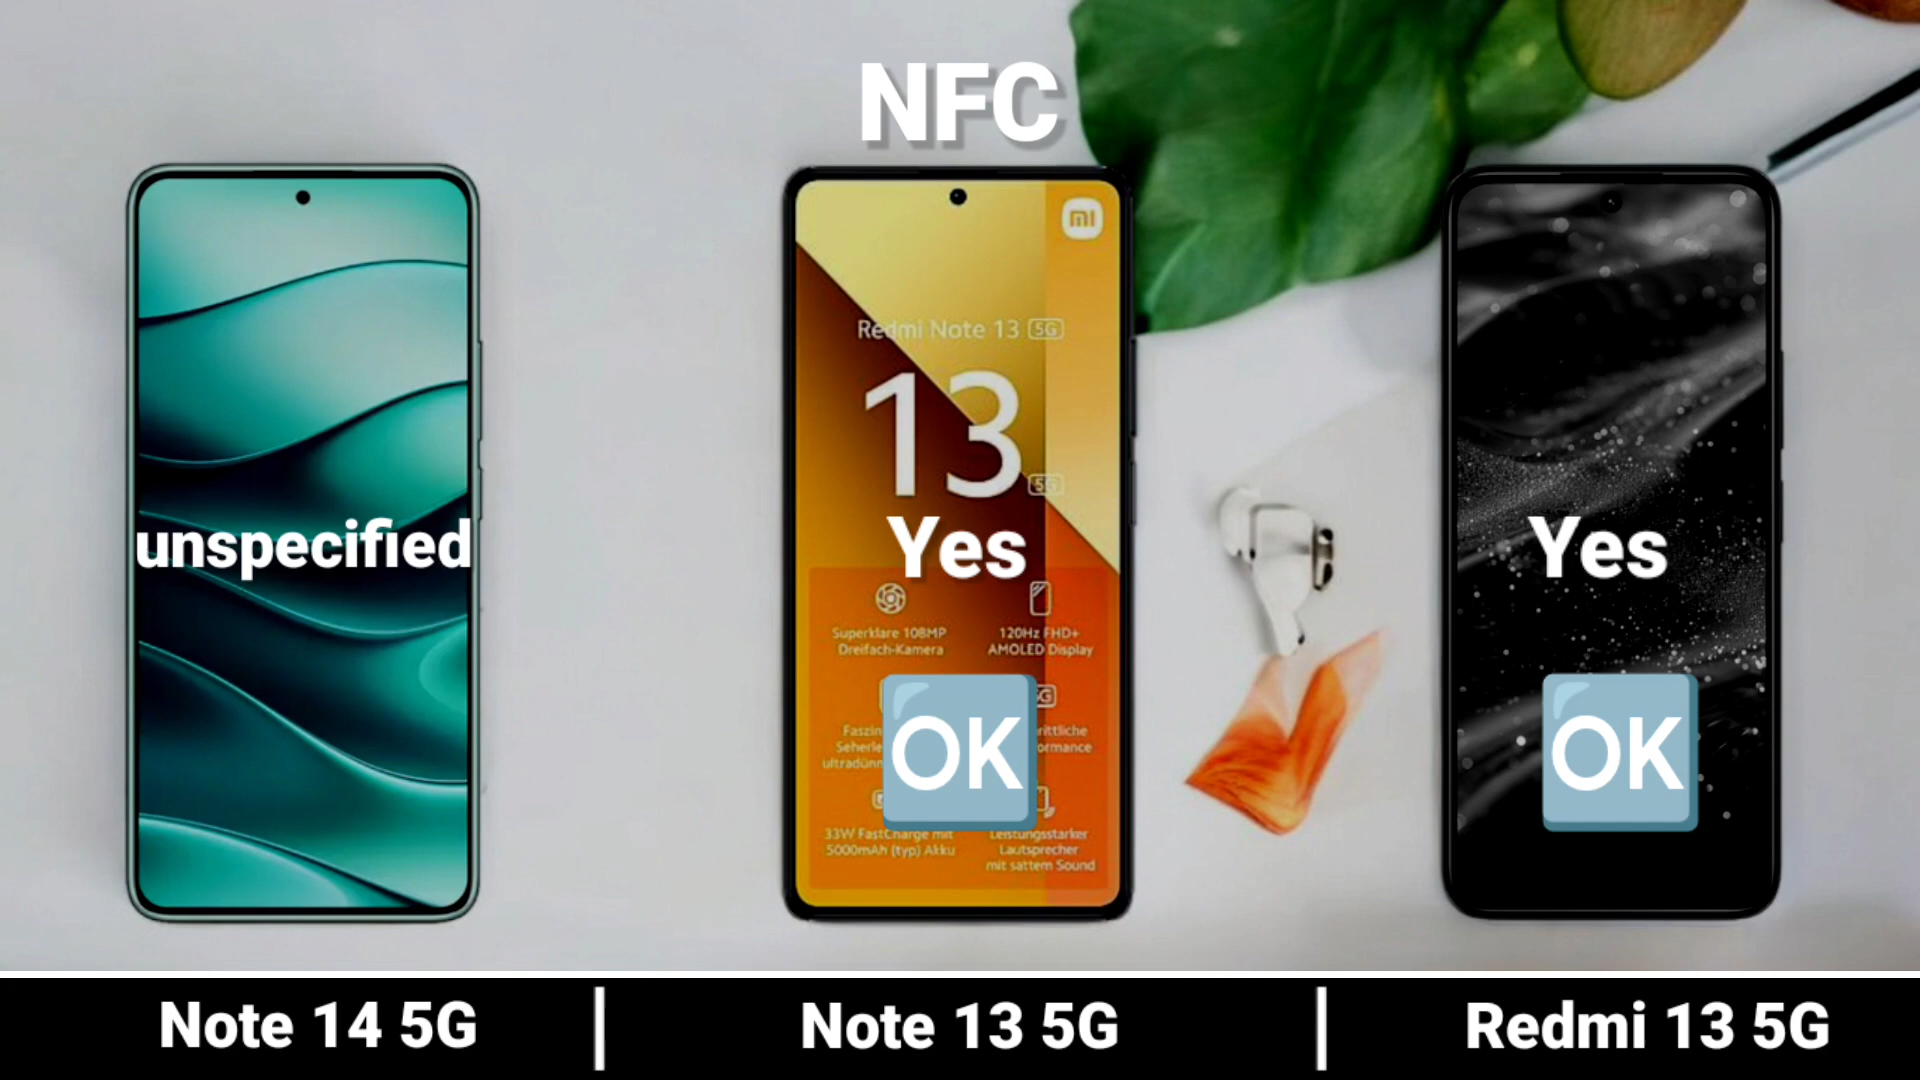 NFC
mi
Redmi Note 13 5G
13
5G
unspecified
Yes
Yes
Superklare 108MP
Dreifach-Kamera
120Hz FHD+
AMOLED Display
OK
OK
33W FastCharge mit
5000mAh (typ) Akku
Leistungsstarker
Lautsprecher
mit sattem Sound
Note 14 5G | Note 13 5G | Redmi 13 5G